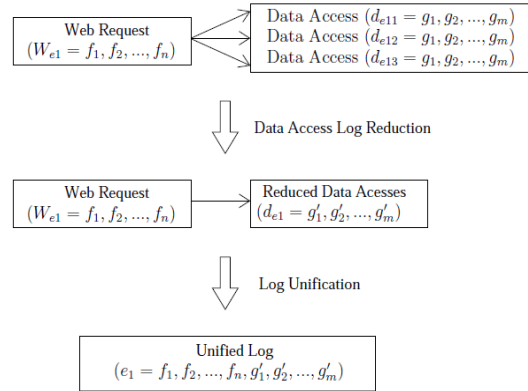 Web Request
(W_{e1} = f_1, f_2, ..., f_n)
Data Access (d_{e11} = g_1, g_2, ..., g_m)
Data Access (d_{e12} = g_1, g_2, ..., g_m)
Data Access (d_{e13} = g_1, g_2, ..., g_m)
Data Access Log Reduction
Web Request
(W_{e1} = f_1, f_2, ..., f_n)
Reduced Data Acesses
(d_{e1} = g'_1, g'_2, ..., g'_m)
Log Unification
Unified Log
(e_1 = f_1, f_2, ..., f_n, g'_1, g'_2, ..., g'_m)